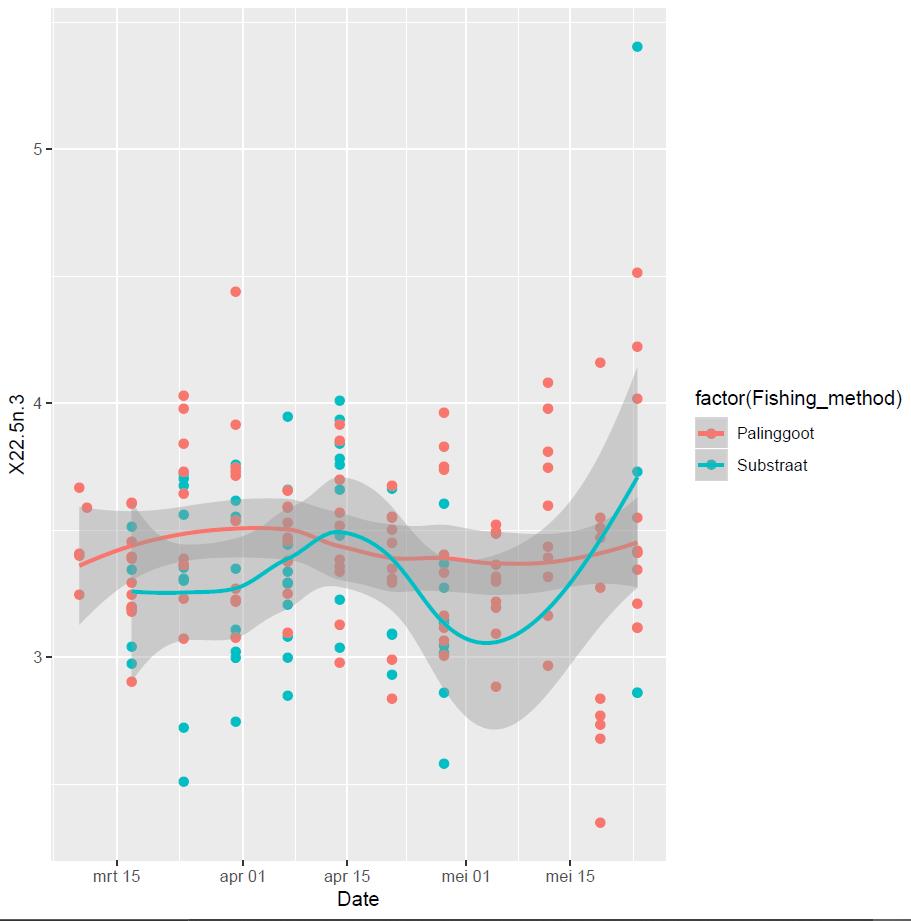 X22.5n.3
5
4
3
mrt 15
apr 01
apr 15
mei 01
mei 15
Date
factor(Fishing_method)
Palinggoot
Substraat